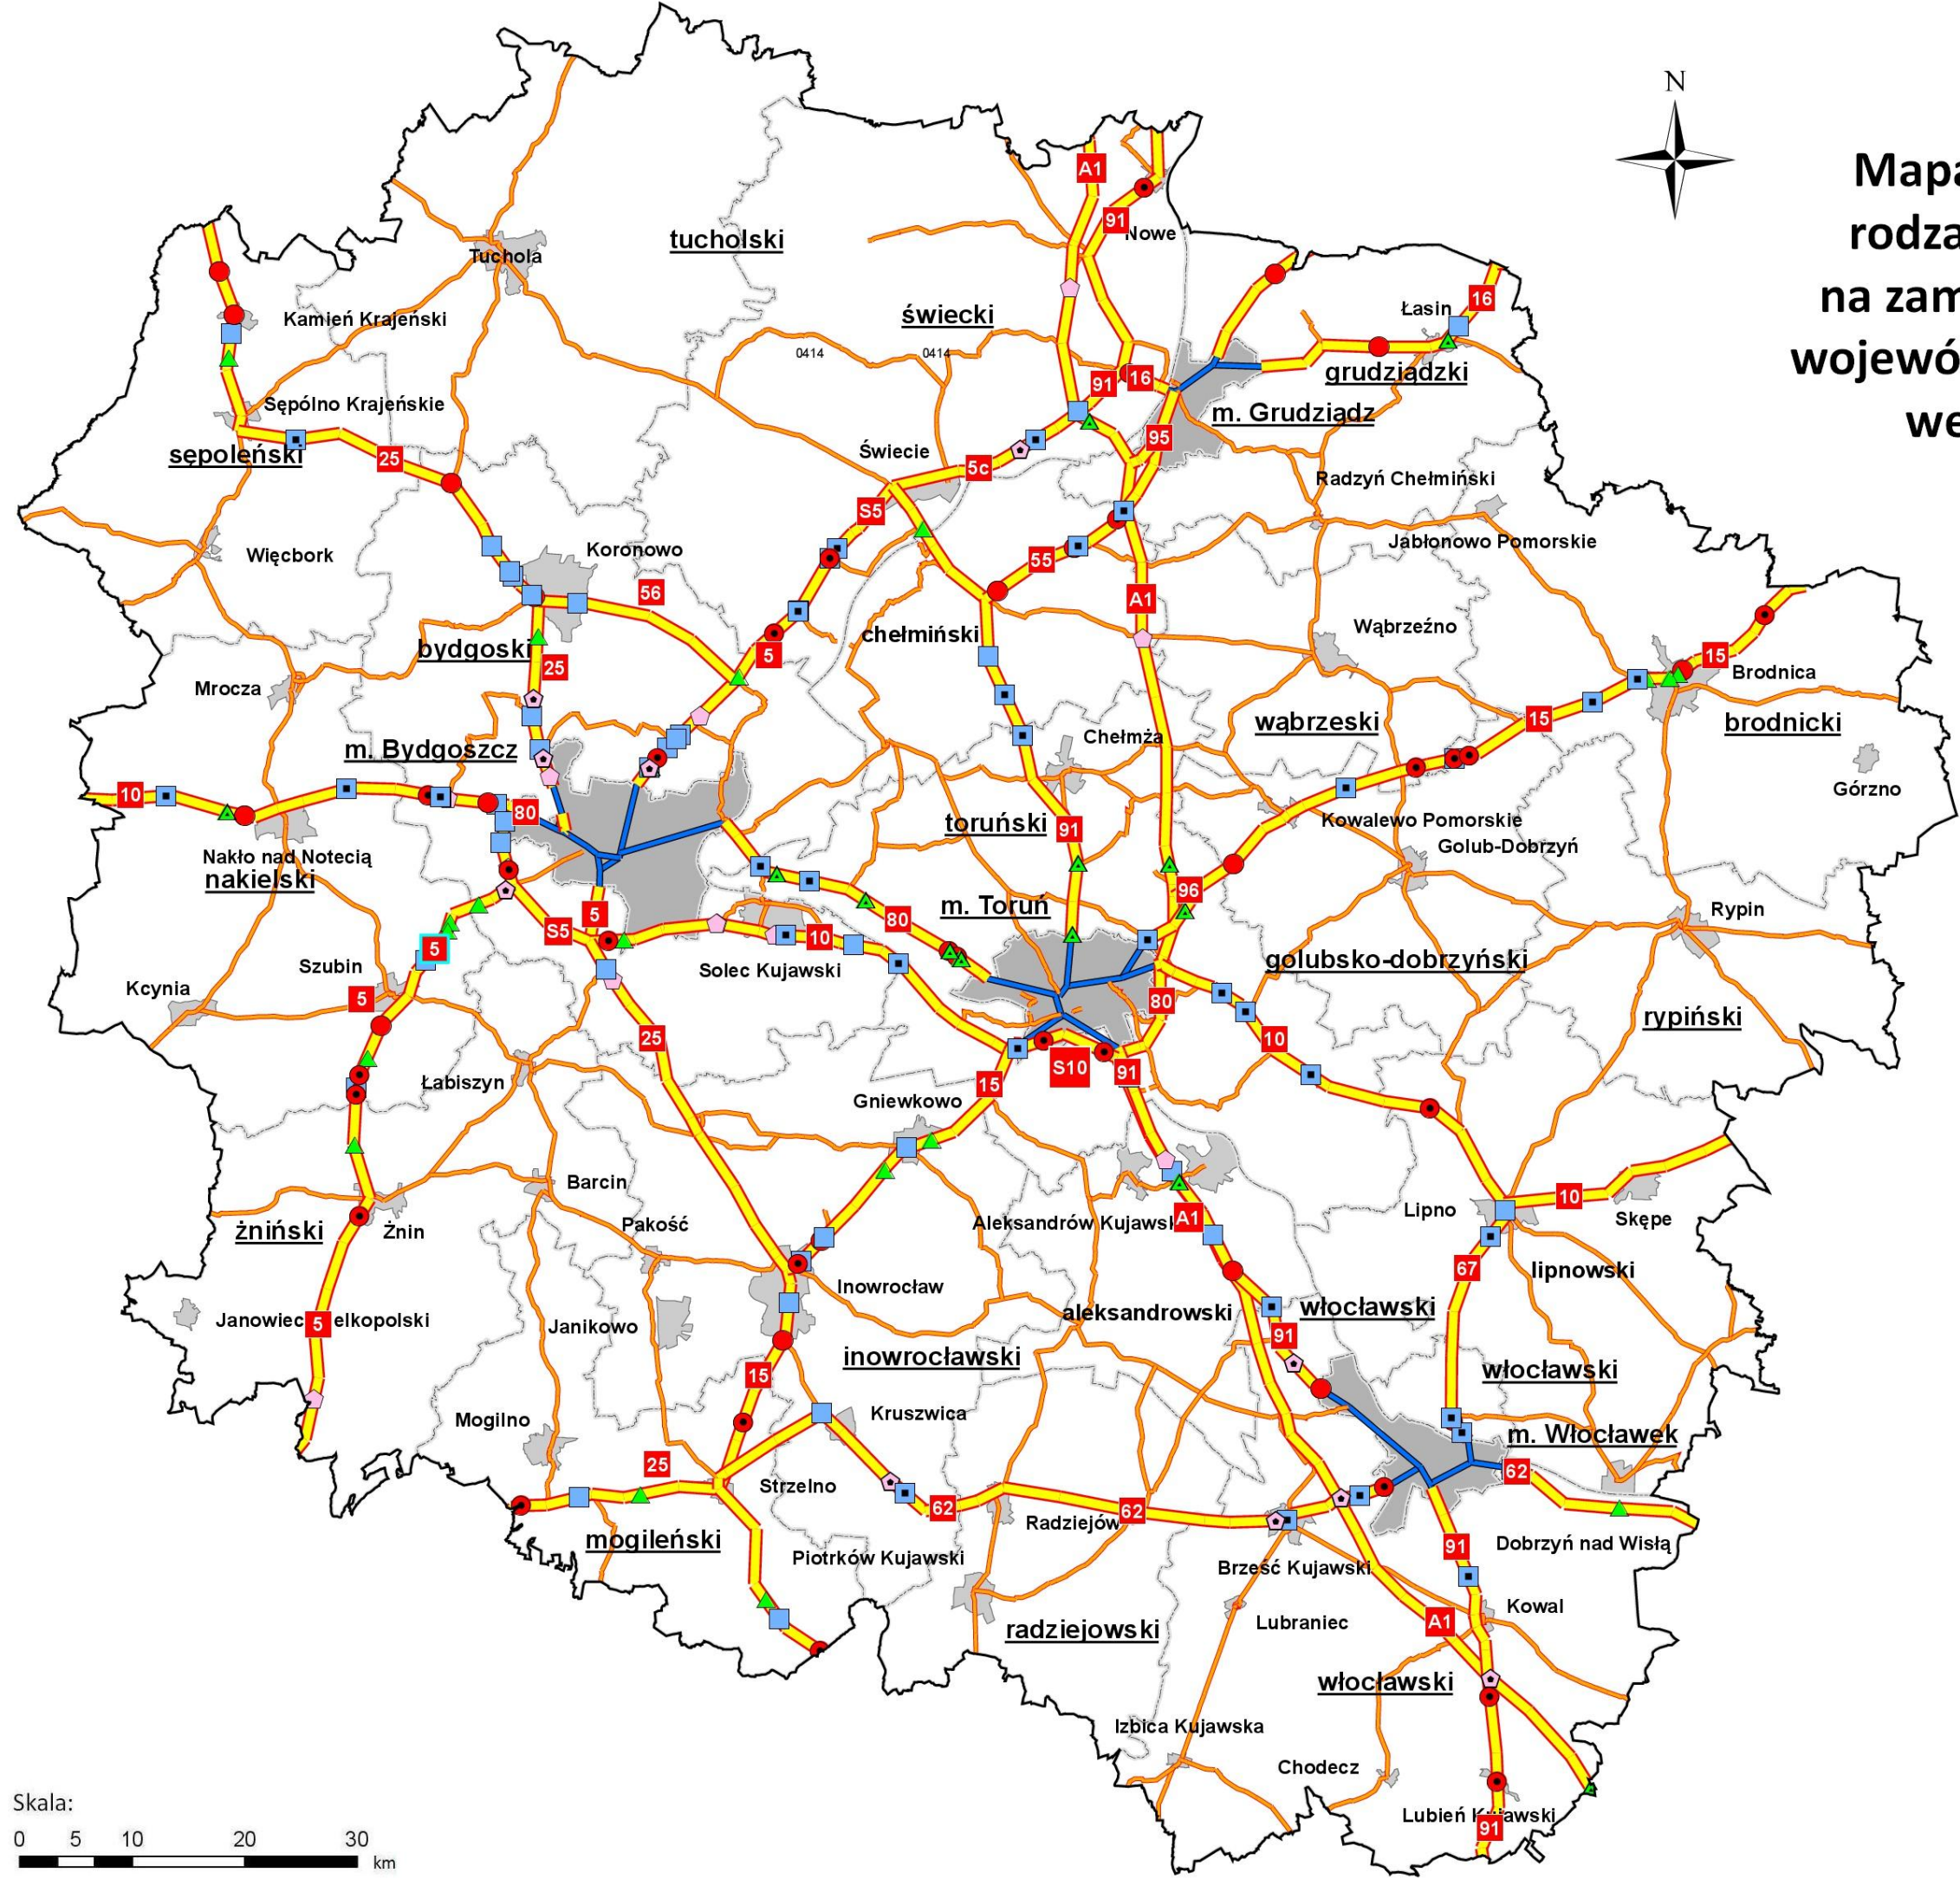 N
Mapa
rodza
na zam
wojewó
we
A1
91
Nowe
tucholski
Tuchola
świecki
16
Łasin
Kamień Krajeński
0414
0414
grudziądzki
91
16
m. Grudziadz
Sępólno Krajeńskie
sępoleński
25
Świecie
5c
95
Radzyń Chełmiński
S5
Więcbork
Koronowo
Jabłonowo Pomorskie
55
56
A1
Wąbrzeźno
chełmiński
bydgoski
25
5
15
Brodnica
Mrocza
wąbrzeski
15
brodnicki
m. Bydgoszcz
Chełmża
10
80
Górzno
Kowalewo Pomorskie
toruński
91
Golub-Dobrzyń
Nakło nad Notecią
nakielski
96
m. Toruń
Rypin
5
S5
80
10
5
Szubin
Solec Kujawski
golubsko-dobrzyński
Kcynia
5
80
rypiński
25
10
S10
91
Łabiszyn
15
Gniewkowo
Barcin
Lipno
10
Skępe
żniński
Żnin
Pakość
Aleksandrów Kujawski
A1
67
lipnowski
Inowrocław
Janowiec
5
elkopolski
Janikowo
aleksandrowski
włocławski
91
inowrocławski
włocławski
15
Mogilno
Kruszwica
m. Włocławek
25
Strzelno
62
62
Radziejów
62
mogileński
Piotrków Kujawski
91
Dobrzyń nad Wisłą
Brześć Kujawski
Kowal
radziejowski
Lubraniec
A1
włocławski
Izbica Kujawska
Chodecz
Skala:
Lubień Kujawski
91
0 5 10 20 30
km